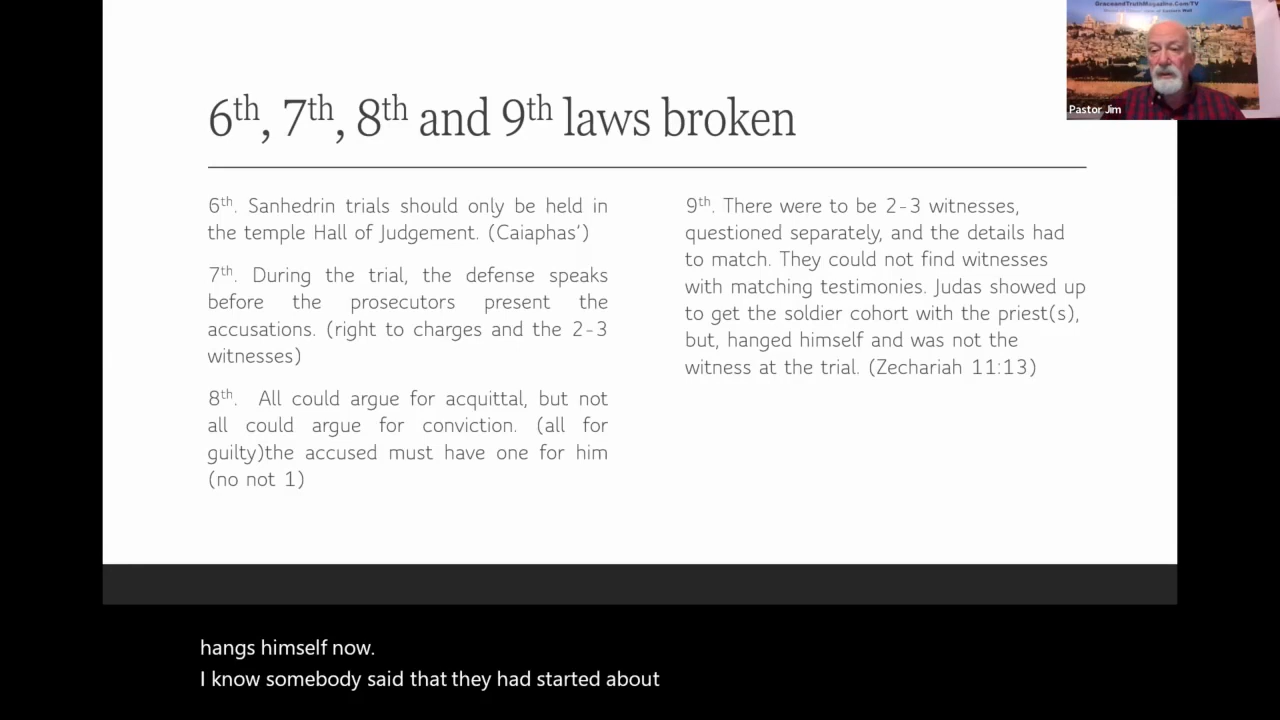 GraceandTruthMagazine.Com/TV
Pastor Jim
6th, 7th, 8th and 9th laws broken
6th. Sanhedrin trials should only be held in
the temple Hall of Judgement. (Caiaphas’)
7th. During the trial, the defense speaks
before the prosecutors present the
accusations. (right to charges and the 2-3
witnesses)
8th. All could argue for acquittal, but not
all could argue for conviction. (all for
guilty)the accused must have one for him
(no not 1)
9th. There were to be 2-3 witnesses,
questioned separately, and the details had
to match. They could not find witnesses
with matching testimonies. Judas showed up
to get the soldier cohort with the priest(s),
but, hanged himself and was not the
witness at the trial. (Zechariah 11:13)
hangs himself now.
I know somebody said that they had started about